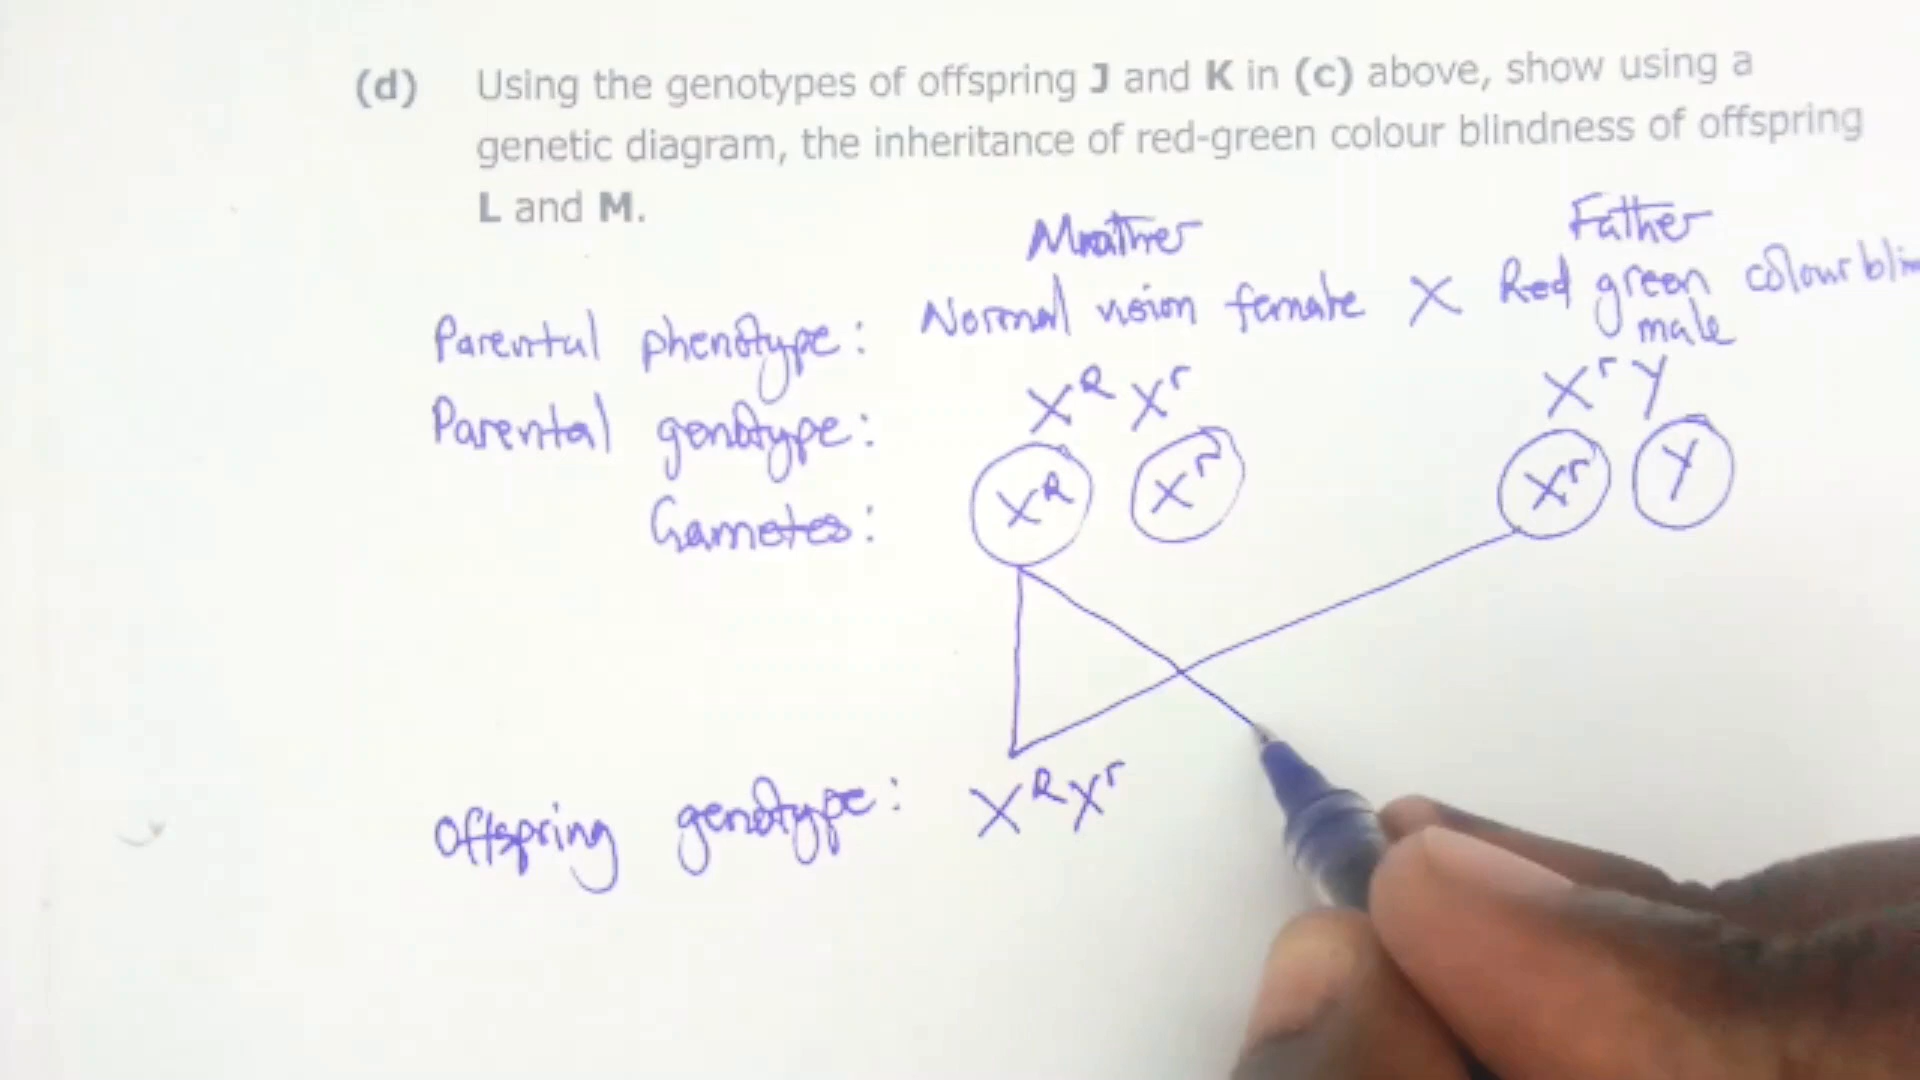 (d) Using the genotypes of offspring J and K in (c) above, show using a
genetic diagram, the inheritance of red-green colour blindness of offspring
L and M.
Mother Father
Parental phenotype: Normal vision female X Red green colour blin
male
Parental genotype: X^R X^r X^r Y
Gametes: X^R X^r X^r Y
Offspring genotype: X^R X^r